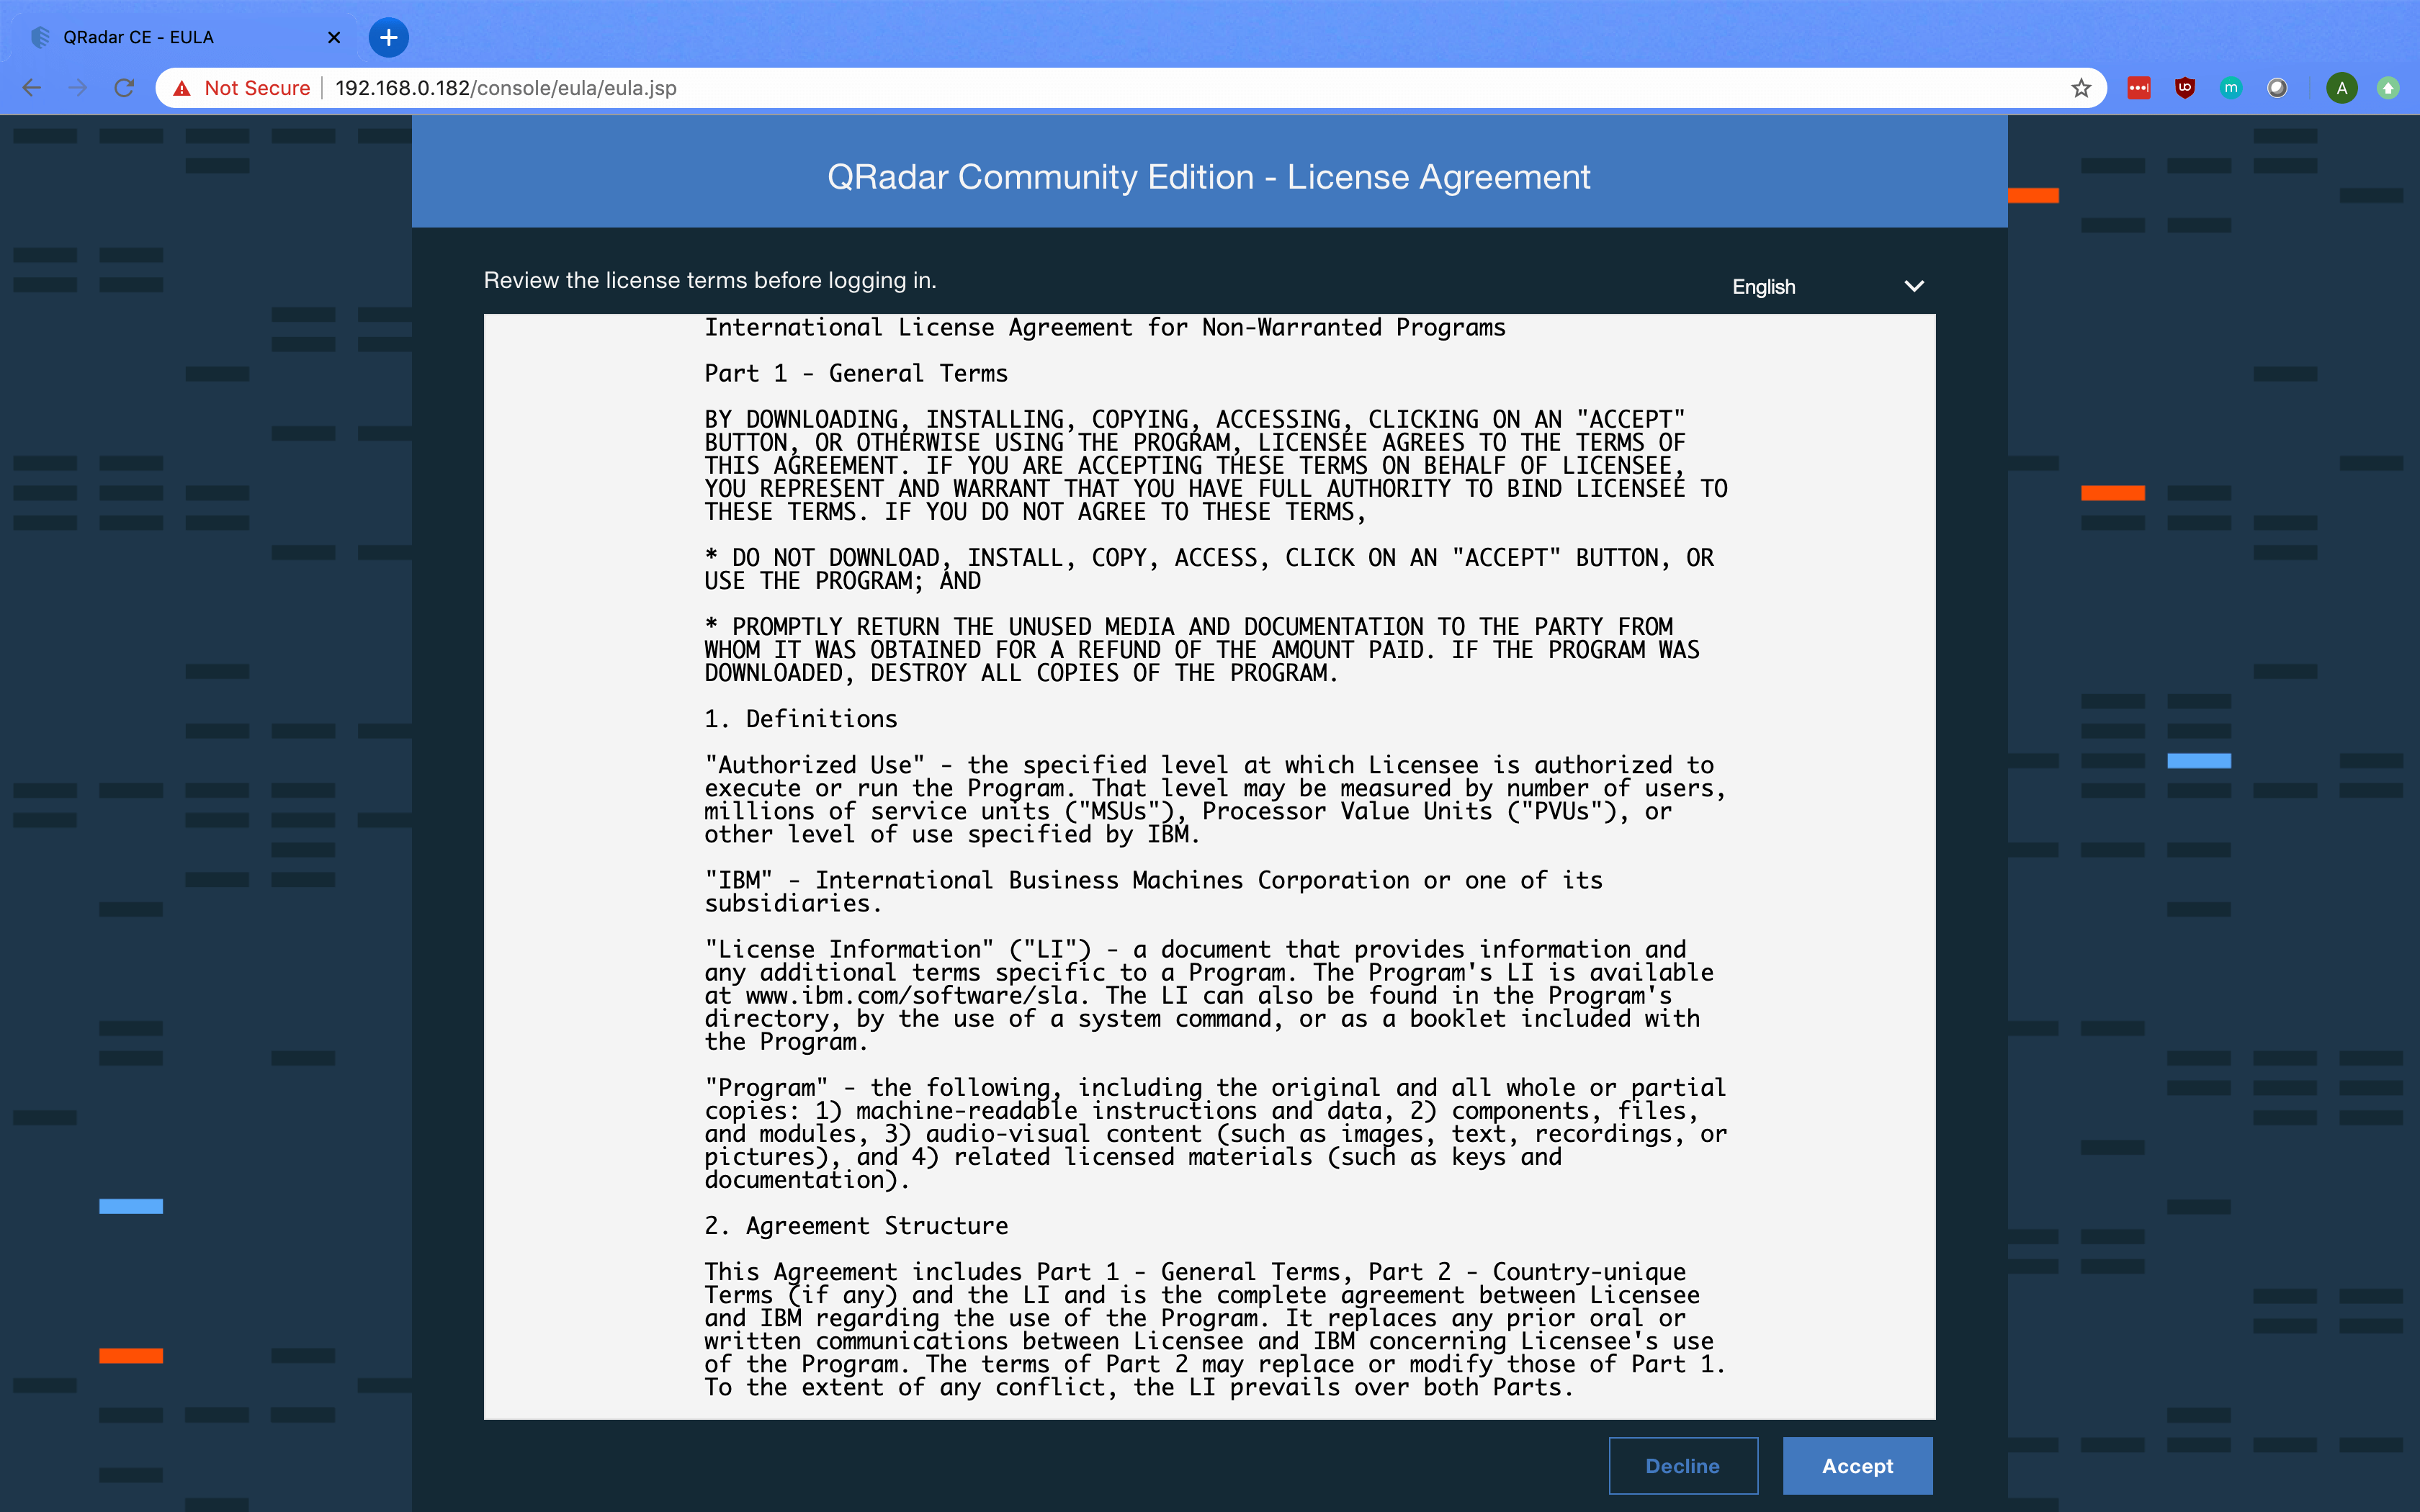 QRadar CE - EULA
Not Secure 192.168.0.182/console/eula/eula.jsp
m
A
QRadar Community Edition - License Agreement
Review the license terms before logging in.
English
International License Agreement for Non-Warranted Programs
Part 1 - General Terms
BY DOWNLOADING, INSTALLING, COPYING, ACCESSING, CLICKING ON AN "ACCEPT"
BUTTON, OR OTHERWISE USING THE PROGRAM, LICENSEE AGREES TO THE TERMS OF
THIS AGREEMENT. IF YOU ARE ACCEPTING THESE TERMS ON BEHALF OF LICENSEE,
YOU REPRESENT AND WARRANT THAT YOU HAVE FULL AUTHORITY TO BIND LICENSEE TO
THESE TERMS. IF YOU DO NOT AGREE TO THESE TERMS,
* DO NOT DOWNLOAD, INSTALL, COPY, ACCESS, CLICK ON AN "ACCEPT" BUTTON, OR
USE THE PROGRAM; AND
* PROMPTLY RETURN THE UNUSED MEDIA AND DOCUMENTATION TO THE PARTY FROM
WHOM IT WAS OBTAINED FOR A REFUND OF THE AMOUNT PAID. IF THE PROGRAM WAS
DOWNLOADED, DESTROY ALL COPIES OF THE PROGRAM.
1. Definitions
"Authorized Use" - the specified level at which Licensee is authorized to
execute or run the Program. That level may be measured by number of users,
millions of service units ("MSUs"), Processor Value Units ("PVUs"), or
other level of use specified by IBM.
"IBM" - International Business Machines Corporation or one of its
subsidiaries.
"License Information" ("LI") - a document that provides information and
any additional terms specific to a Program. The Program's LI is available
at www.ibm.com/software/sla. The LI can also be found in the Program's
directory, by the use of a system command, or as a booklet included with
the Program.
"Program" - the following, including the original and all whole or partial
copies: 1) machine-readable instructions and data, 2) components, files,
and modules, 3) audio-visual content (such as images, text, recordings, or
pictures), and 4) related licensed materials (such as keys and
documentation).
2. Agreement Structure
This Agreement includes Part 1 - General Terms, Part 2 - Country-unique
Terms (if any) and the LI and is the complete agreement between Licensee
and IBM regarding the use of the Program. It replaces any prior oral or
written communications between Licensee and IBM concerning Licensee's use
of the Program. The terms of Part 2 may replace or modify those of Part 1.
To the extent of any conflict, the LI prevails over both Parts.
Decline
Accept